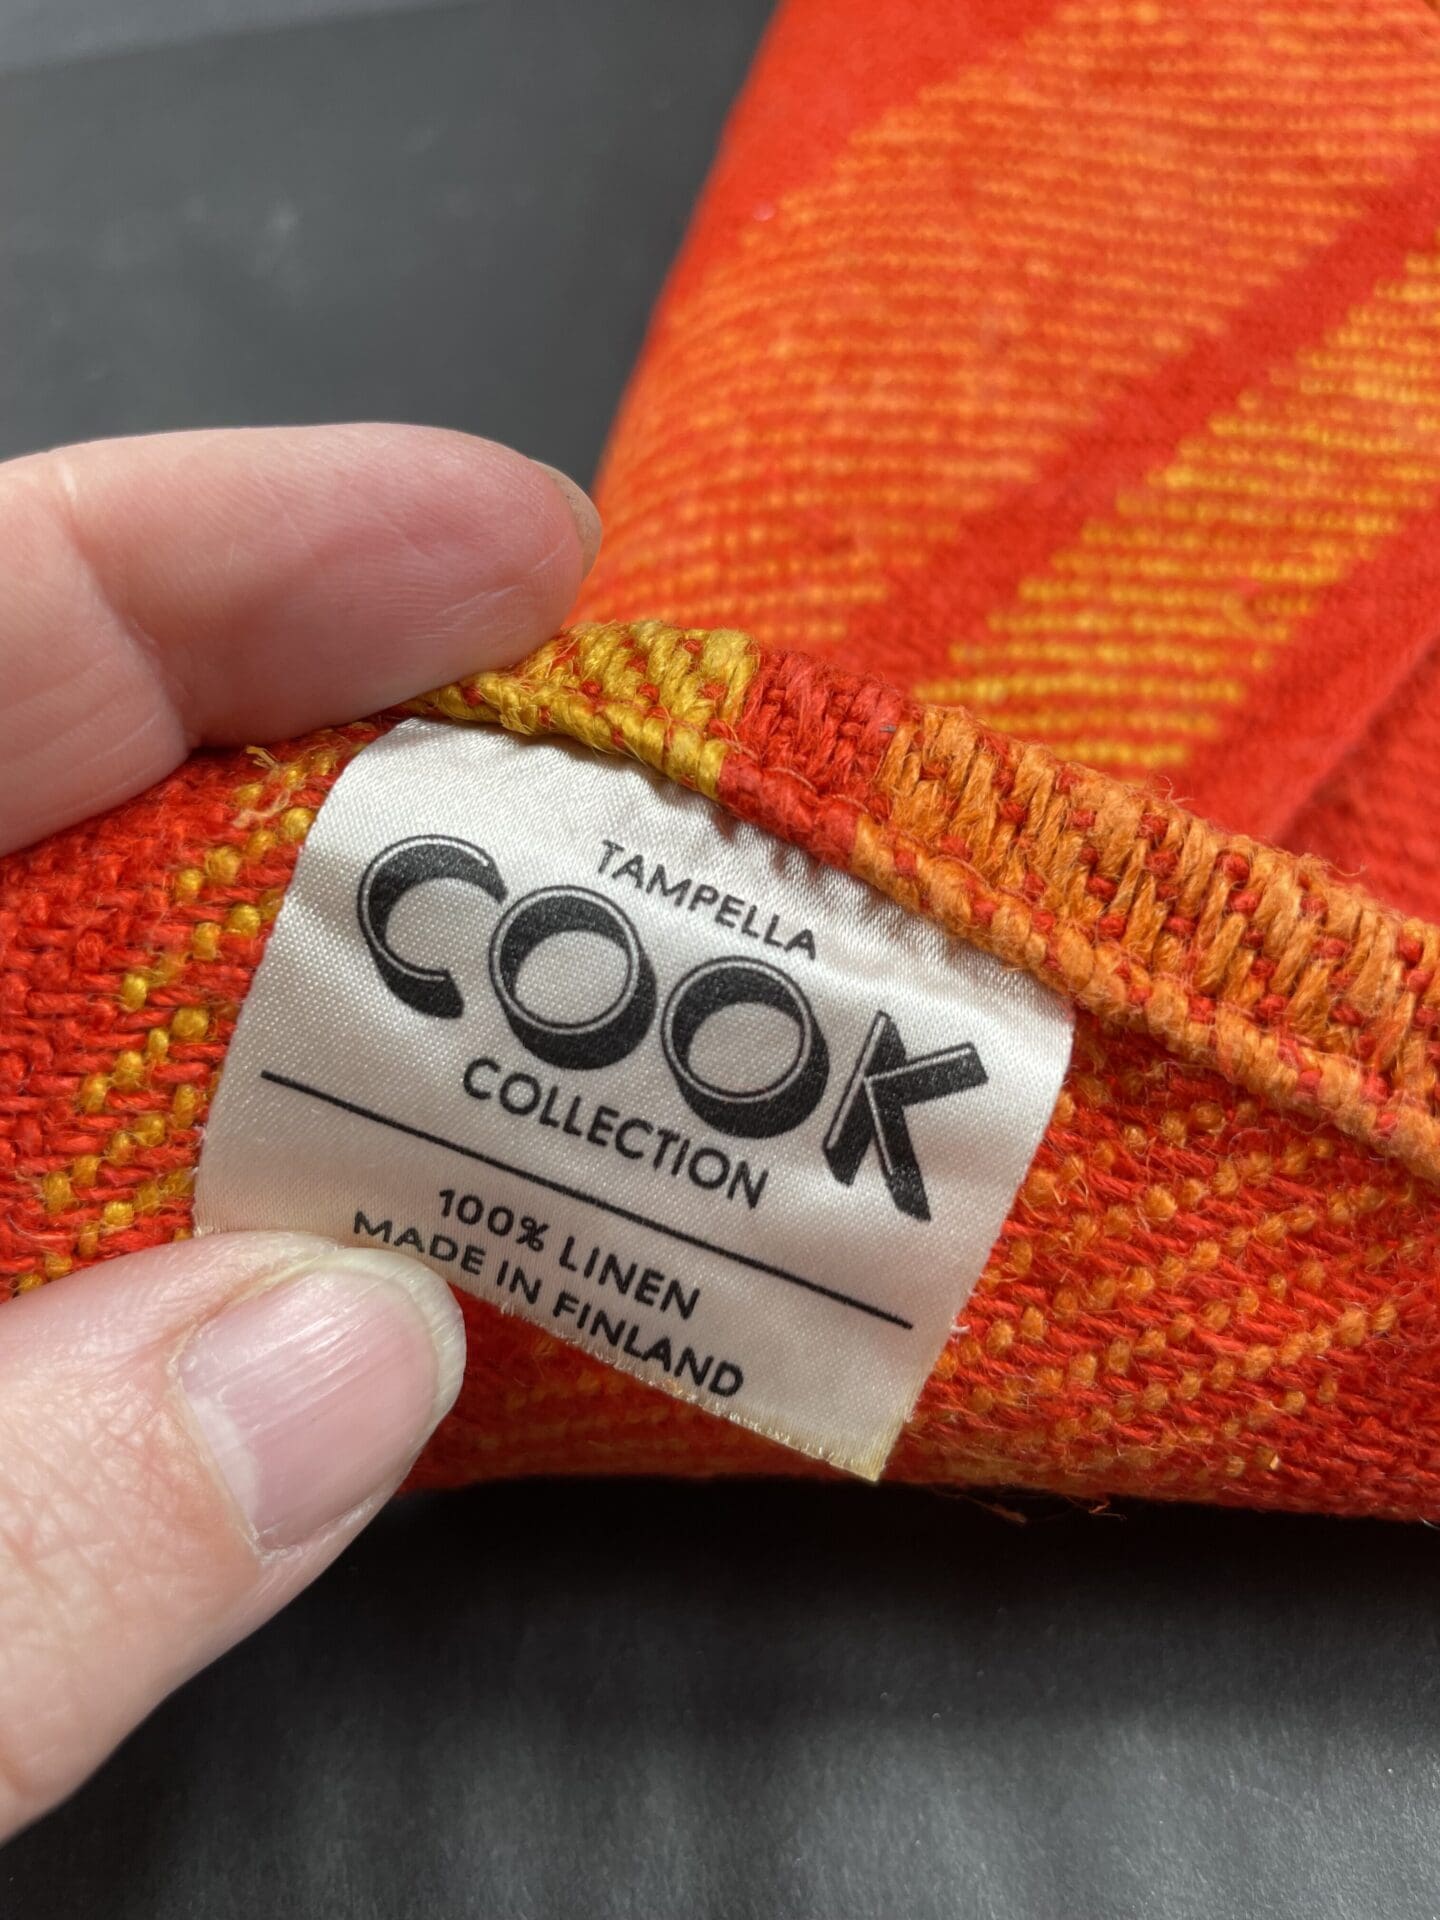 TAMPELLA
COOK
COLLECTION
100% LINEN
MADE IN FINLAND